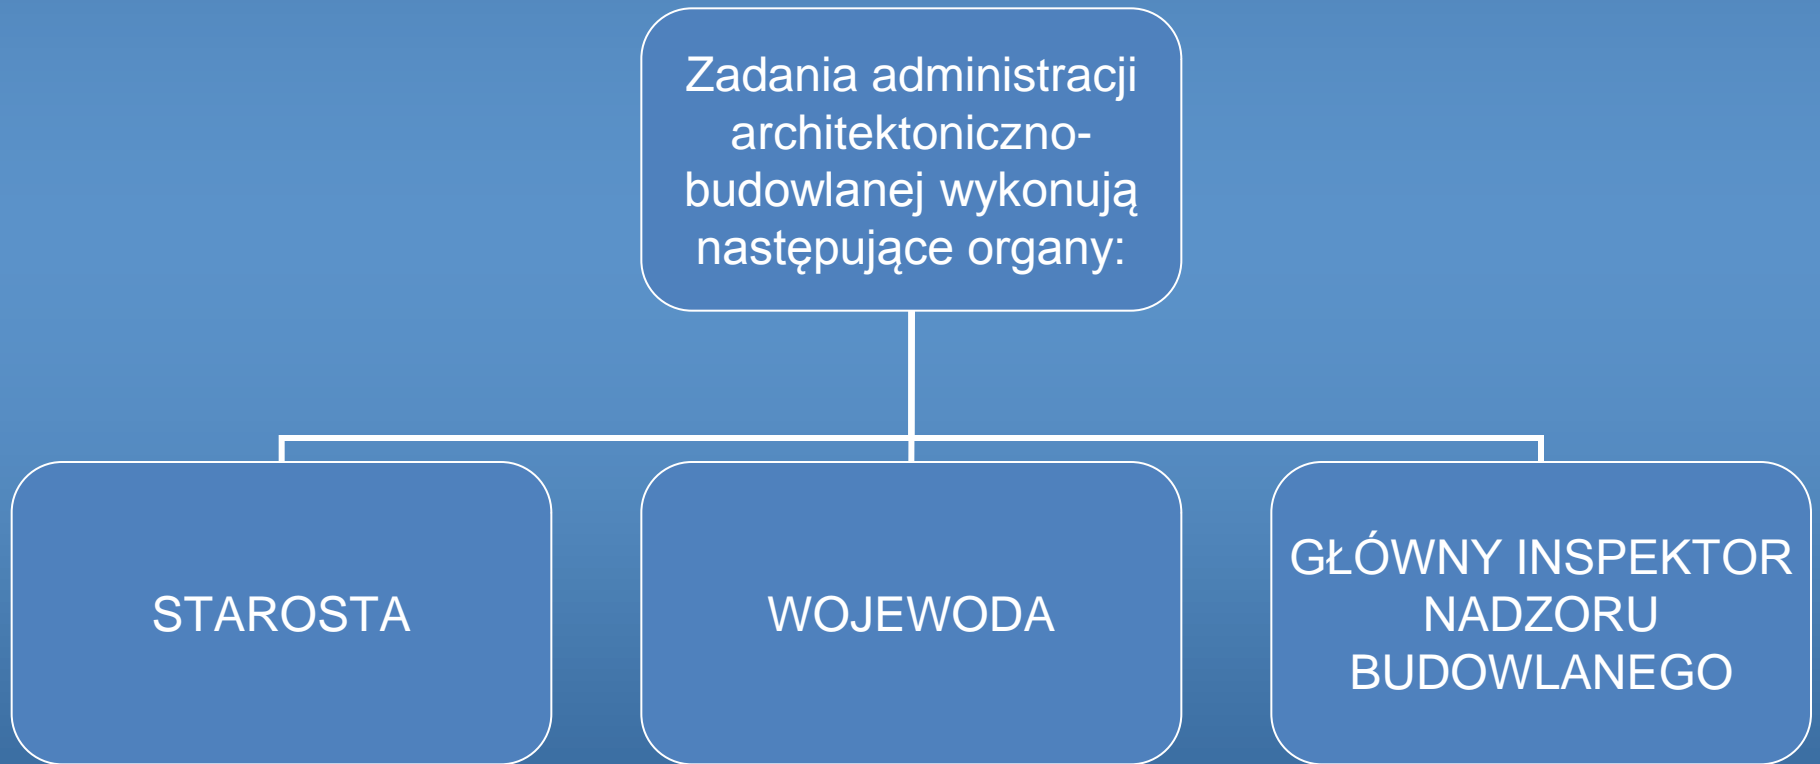 Zadania administracji
architektoniczno-
budowlanej wykonują
następujące organy:
STAROSTA
WOJEWODA
GŁÓWNY INSPEKTOR
NADZORU
BUDOWLANEGO